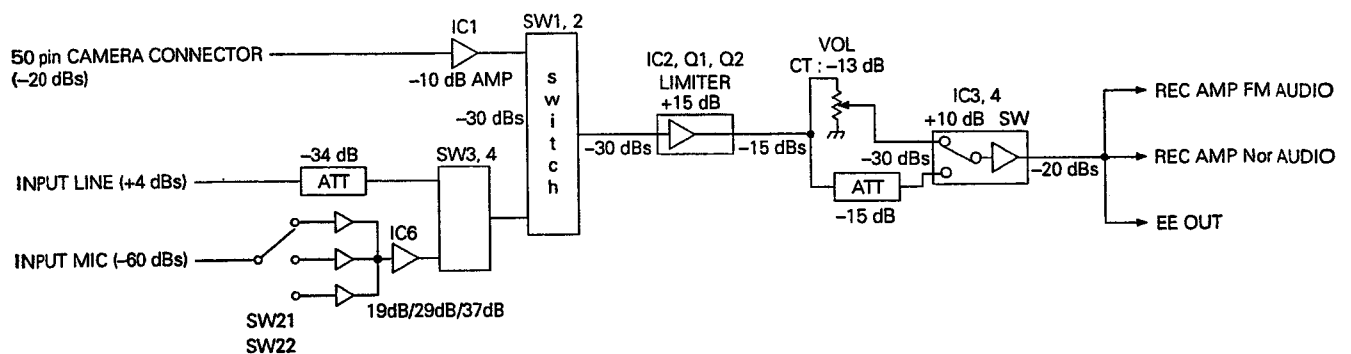 50 pin CAMERA CONNECTOR
(–20 dBs)
IC1
–10 dB AMP
SW1, 2
switch
–30 dBs
INPUT LINE (+4 dBs)
–34 dB
ATT
SW3, 4
INPUT MIC (–60 dBs)
IC6
19dB/29dB/37dB
SW21
SW22
–30 dBs
IC2, Q1, Q2
LIMITER
+15 dB
–15 dBs
VOL
CT : –13 dB
ATT
–15 dB
–30 dBs
IC3, 4
+10 dB SW
–20 dBs
REC AMP FM AUDIO
REC AMP Nor AUDIO
EE OUT